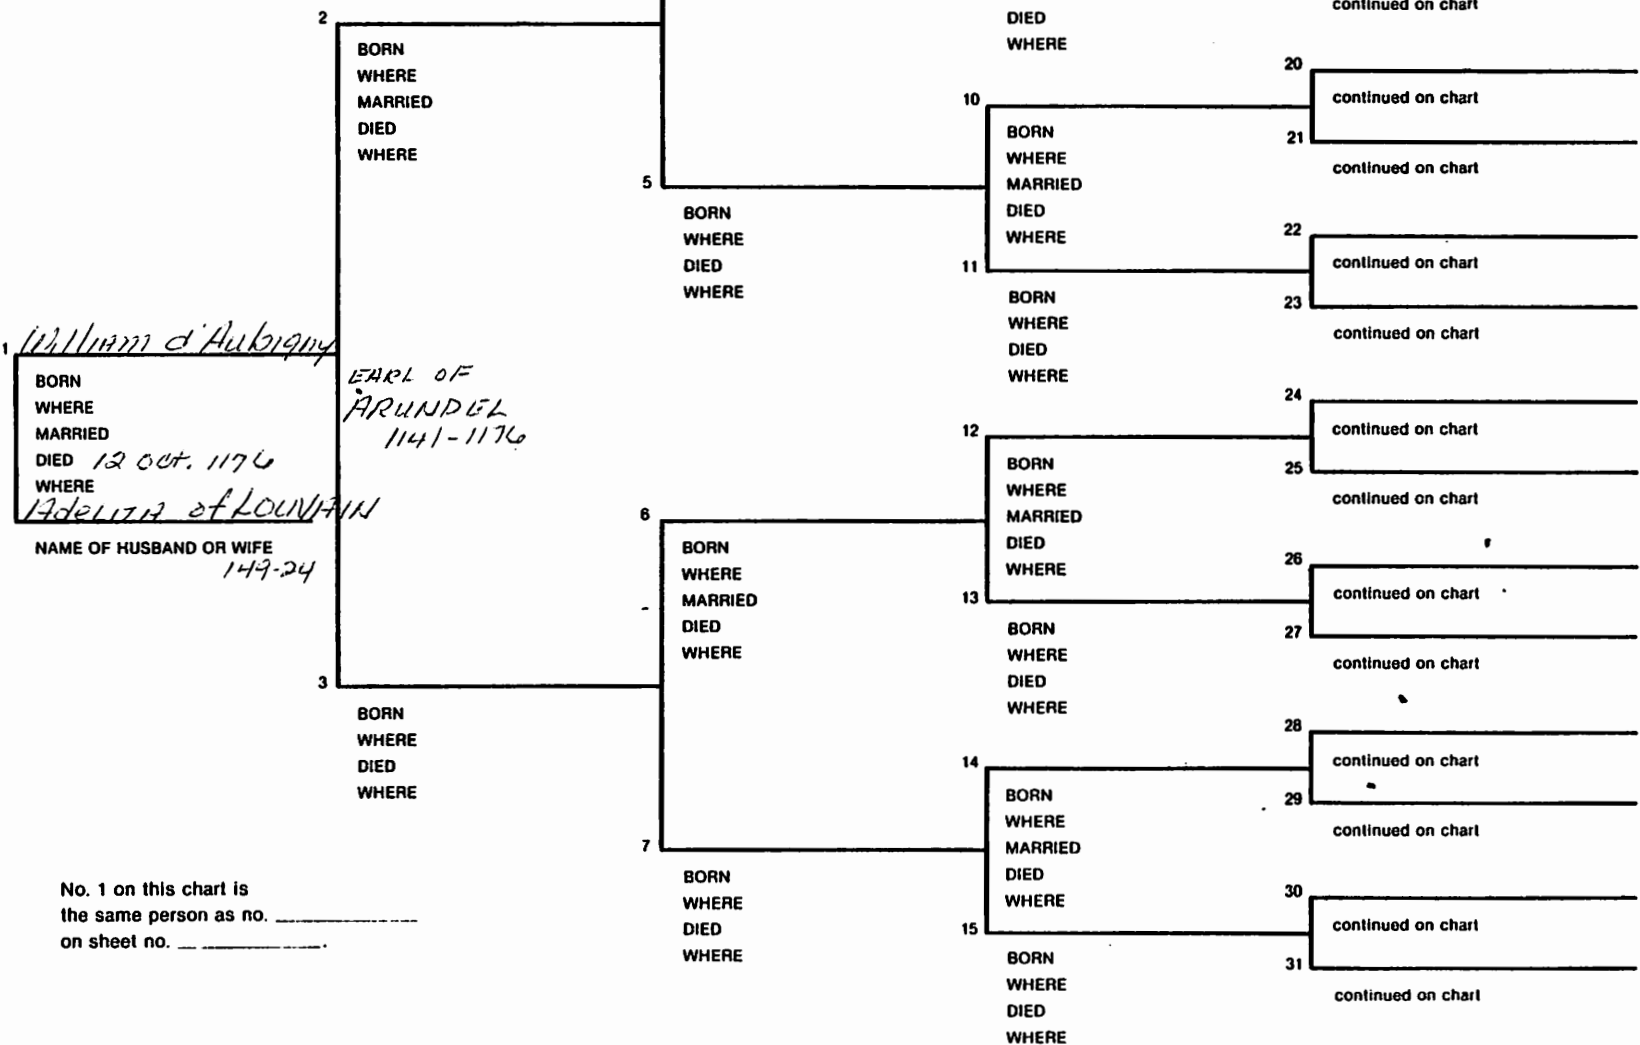 2
BORN
WHERE
MARRIED
DIED
WHERE
1 William d'Aubigny
BORN
WHERE
MARRIED
DIED 12 Oct. 1176
WHERE
Adeliza of LOUVAIN
NAME OF HUSBAND OR WIFE
149-24
EARL OF
ARUNDEL
1141-1176
3
BORN
WHERE
DIED
WHERE
No. 1 on this chart is
the same person as no.
on sheet no.
5
BORN
WHERE
DIED
WHERE
6
BORN
WHERE
MARRIED
DIED
WHERE
7
BORN
WHERE
DIED
WHERE
DIED
WHERE
10
BORN
WHERE
MARRIED
DIED
WHERE
11
BORN
WHERE
DIED
WHERE
12
BORN
WHERE
MARRIED
DIED
WHERE
13
BORN
WHERE
DIED
WHERE
14
BORN
WHERE
MARRIED
DIED
WHERE
15
BORN
WHERE
DIED
WHERE
continued on chart
20
continued on chart
21
continued on chart
22
continued on chart
23
continued on chart
24
continued on chart
25
continued on chart
26
continued on chart
27
continued on chart
28
continued on chart
29
continued on chart
30
continued on chart
31
continued on chart